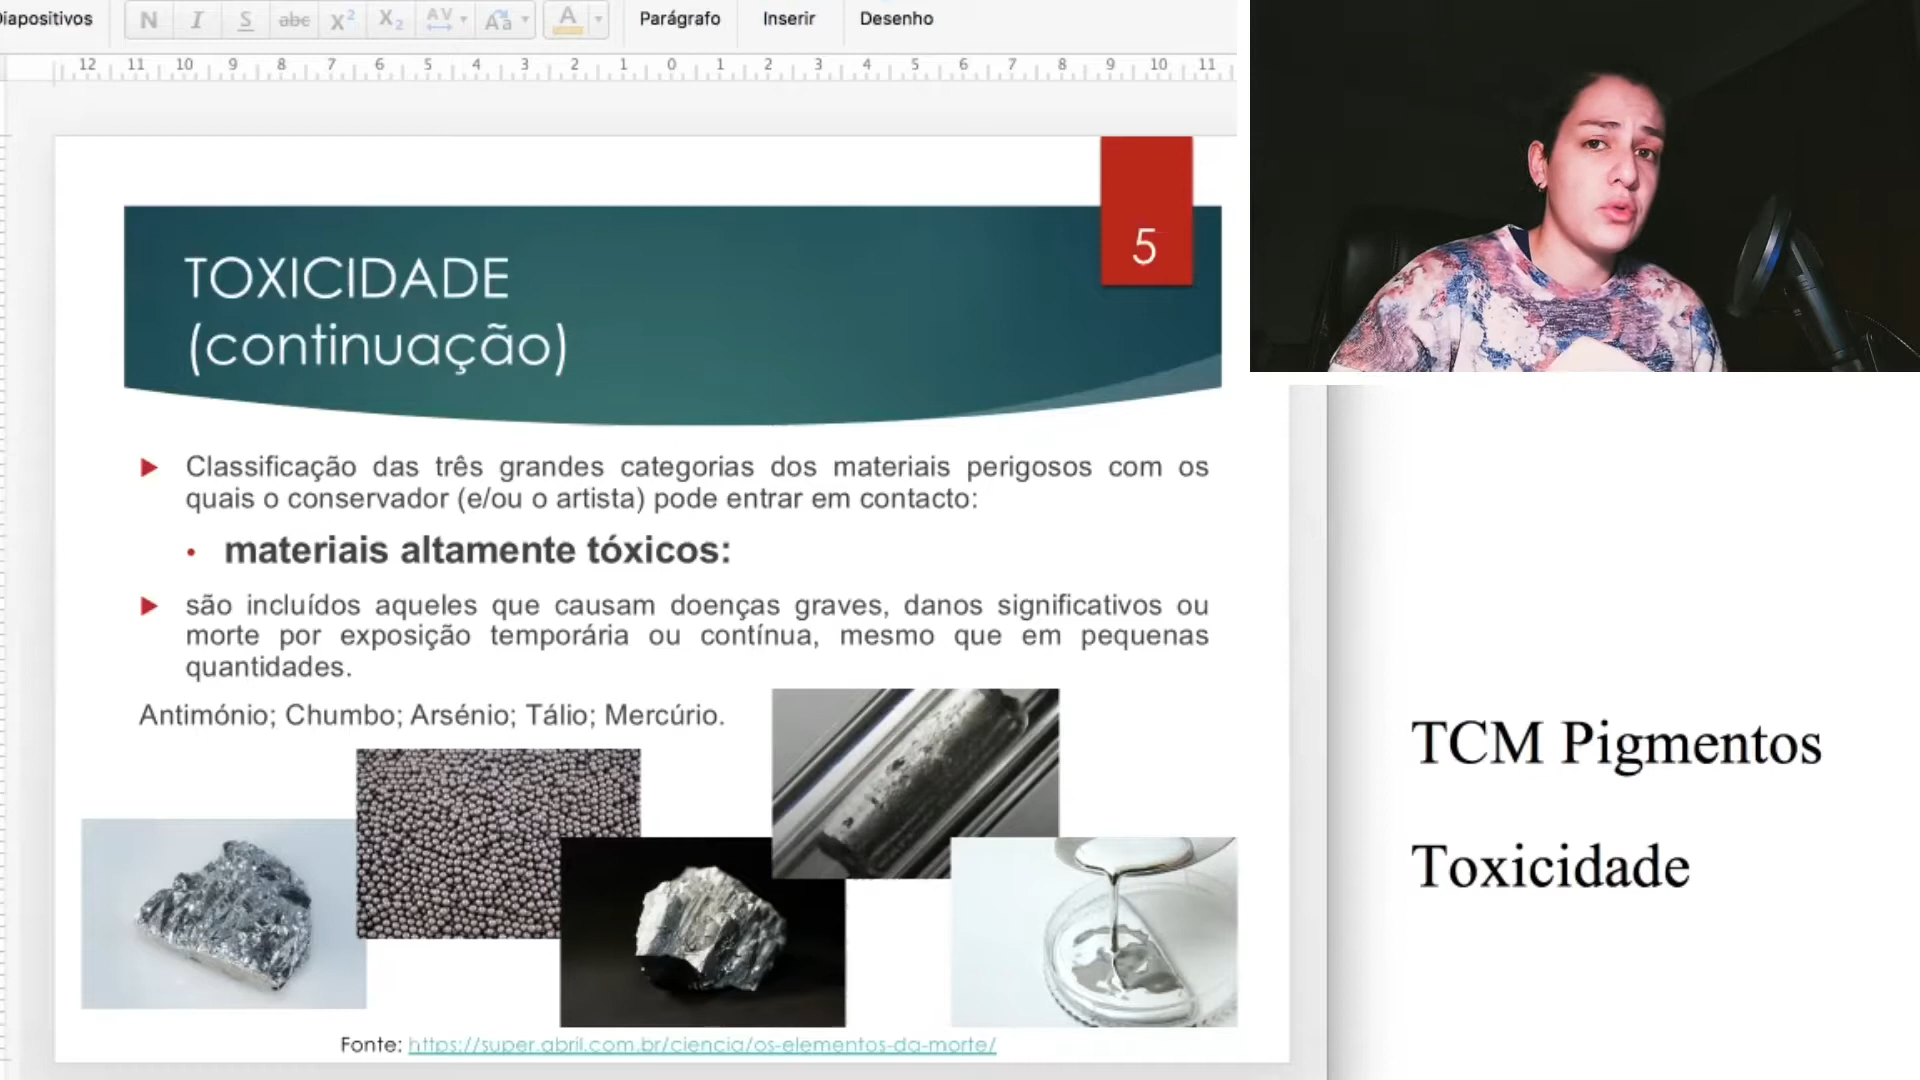 Diapositivos
N I S abc X² X₂ AV Aa A
Parágrafo
Inserir
Desenho
12 11 10 9 8 7 6 5 4 3 2 1 0 1 2 3 4 5 6 7 8 9 10 11
5
TOXICIDADE
(continuação)
Classificação das três grandes categorias dos materiais perigosos com os
quais o conservador (e/ou o artista) pode entrar em contacto:
• materiais altamente tóxicos:
são incluídos aqueles que causam doenças graves, danos significativos ou
morte por exposição temporária ou contínua, mesmo que em pequenas
quantidades.
Antimónio; Chumbo; Arsénio; Tálio; Mercúrio.
Fonte: https://super.abril.com.br/ciencia/os-elementos-da-morte/
TCM Pigmentos
Toxicidade